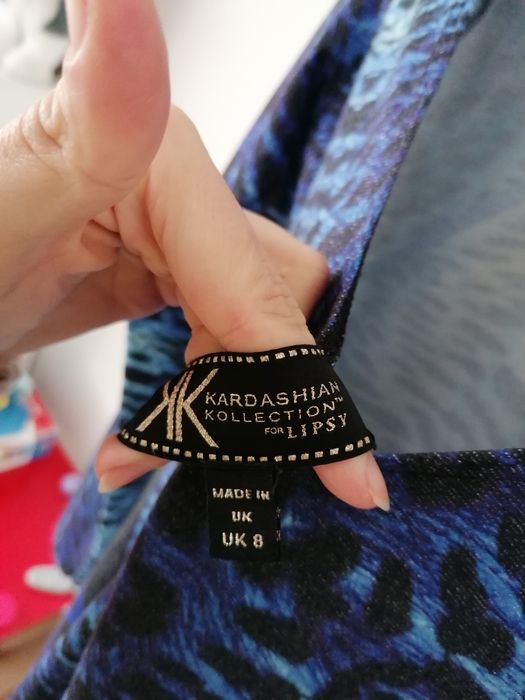 KK
KARDASHIAN
KOLLECTION™
FOR LIPSY
MADE IN
UK
UK 8